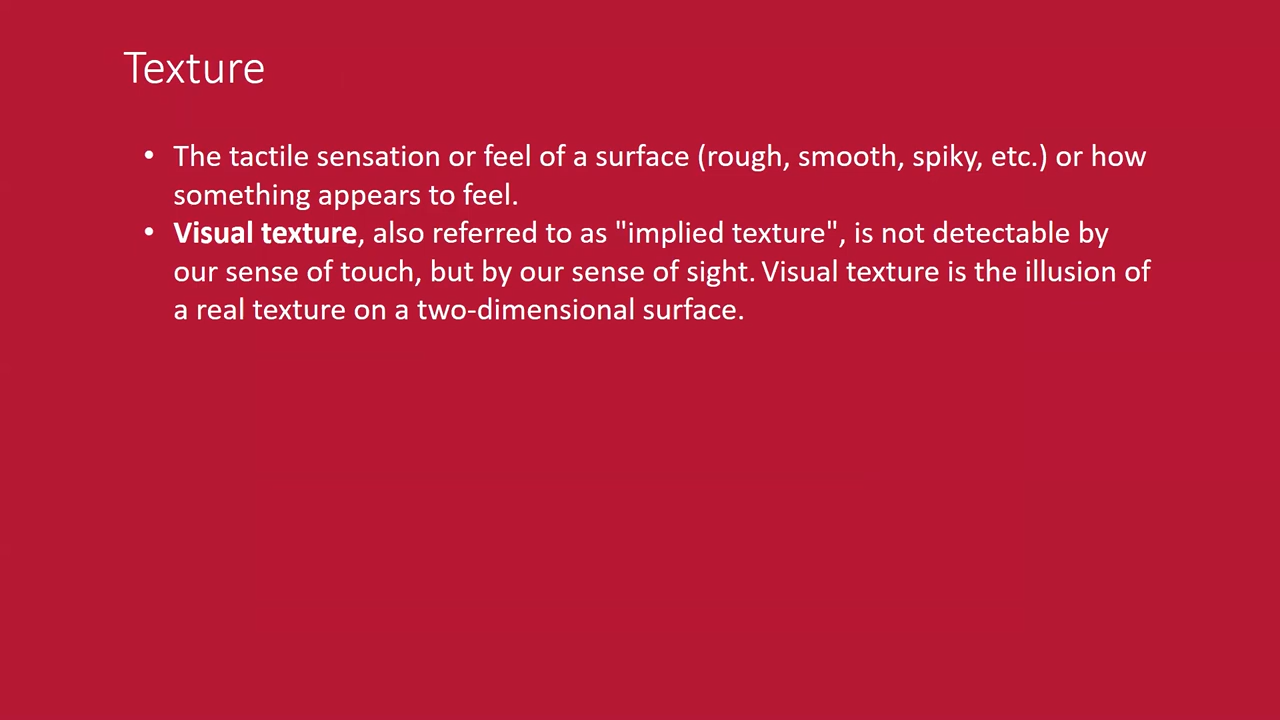 Texture
• The tactile sensation or feel of a surface (rough, smooth, spiky, etc.) or how
something appears to feel.
• Visual texture, also referred to as "implied texture", is not detectable by
our sense of touch, but by our sense of sight. Visual texture is the illusion of
a real texture on a two-dimensional surface.